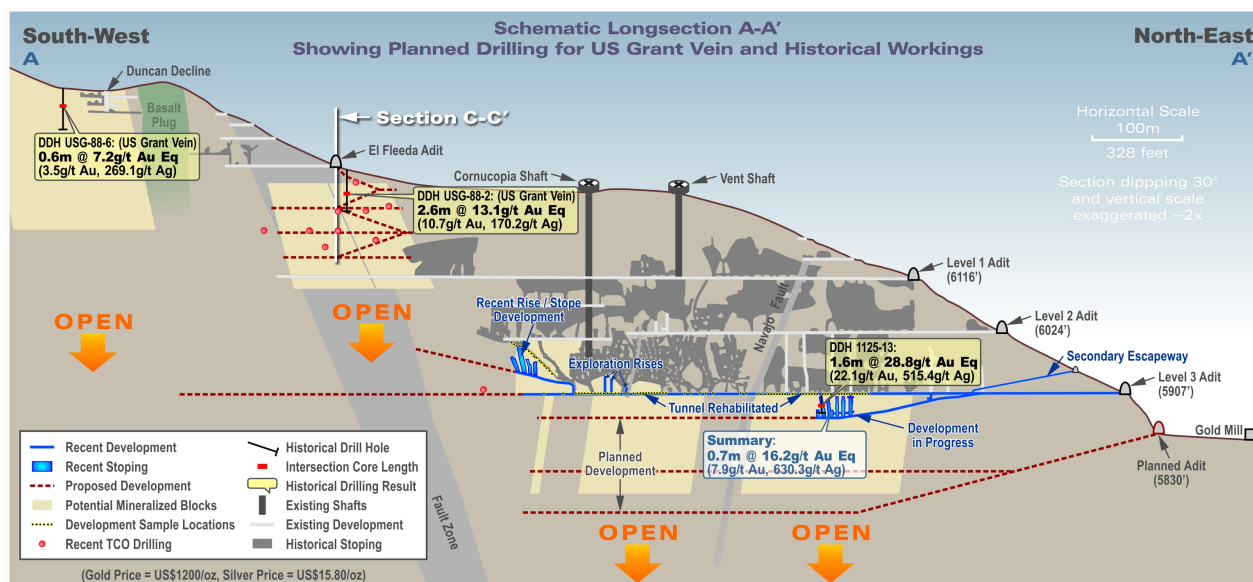 Schematic Longsection A-A'
Showing Planned Drilling for US Grant Vein and Historical Workings
South-West
A
North-East
A'
Duncan Decline
Basalt
Plug
DDH USG-88-6: (US Grant Vein)
0.6m @ 7.2g/t Au Eq
(3.5g/t Au, 269.1g/t Ag)
Section C-C'
El Fleeda Adit
Cornucopia Shaft
Vent Shaft
DDH USG-88-2: (US Grant Vein)
2.6m @ 13.1g/t Au Eq
(10.7g/t Au, 170.2g/t Ag)
Horizontal Scale
100m
328 feet
Section dippping 30°
and vertical scale
exaggerated ~2x
Level 1 Adit
(6116')
Level 2 Adit
(6024')
Secondary Escapeway
Level 3 Adit
(5907')
Gold Mill
Planned Adit
(5830')
OPEN
OPEN
Recent Rise / Stope
Development
Exploration Rises
Navajo Fault
DDH 1125-13:
1.6m @ 28.8g/t Au Eq
(22.1g/t Au, 515.4g/t Ag)
Tunnel Rehabilitated
Development
in Progress
Summary:
0.7m @ 16.2g/t Au Eq
(7.9g/t Au, 630.3g/t Ag)
Planned
Development
OPEN
OPEN
Fault Zone
Recent Development
Recent Stoping
Proposed Development
Potential Mineralized Blocks
Development Sample Locations
Recent TCO Drilling
Historical Drill Hole
Intersection Core Length
Historical Drilling Result
Existing Shafts
Existing Development
Historical Stoping
(Gold Price = US$1200/oz, Silver Price = US$15.80/oz)